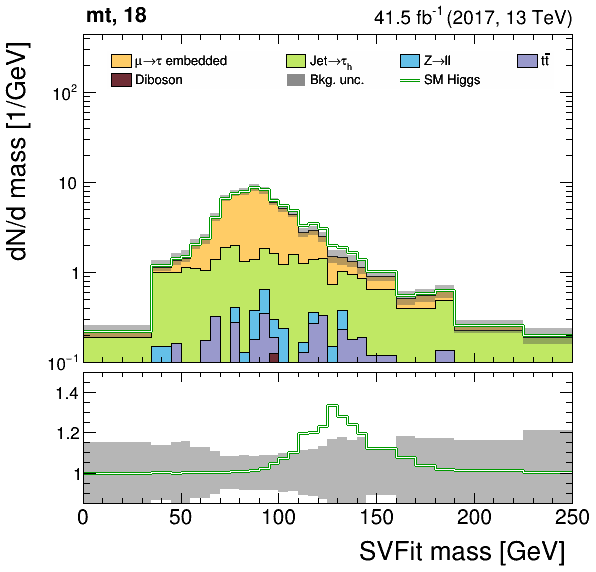 mt, 18 41.5 fb⁻¹ (2017, 13 TeV)
dN/d mass [1/GeV]
μ→τ embedded Jet→τₕ Z→ll tt̄
Diboson Bkg. unc. SM Higgs
10²
10
1
10⁻¹
1.4
1.2
1
0 50 100 150 200 250
SVFit mass [GeV]